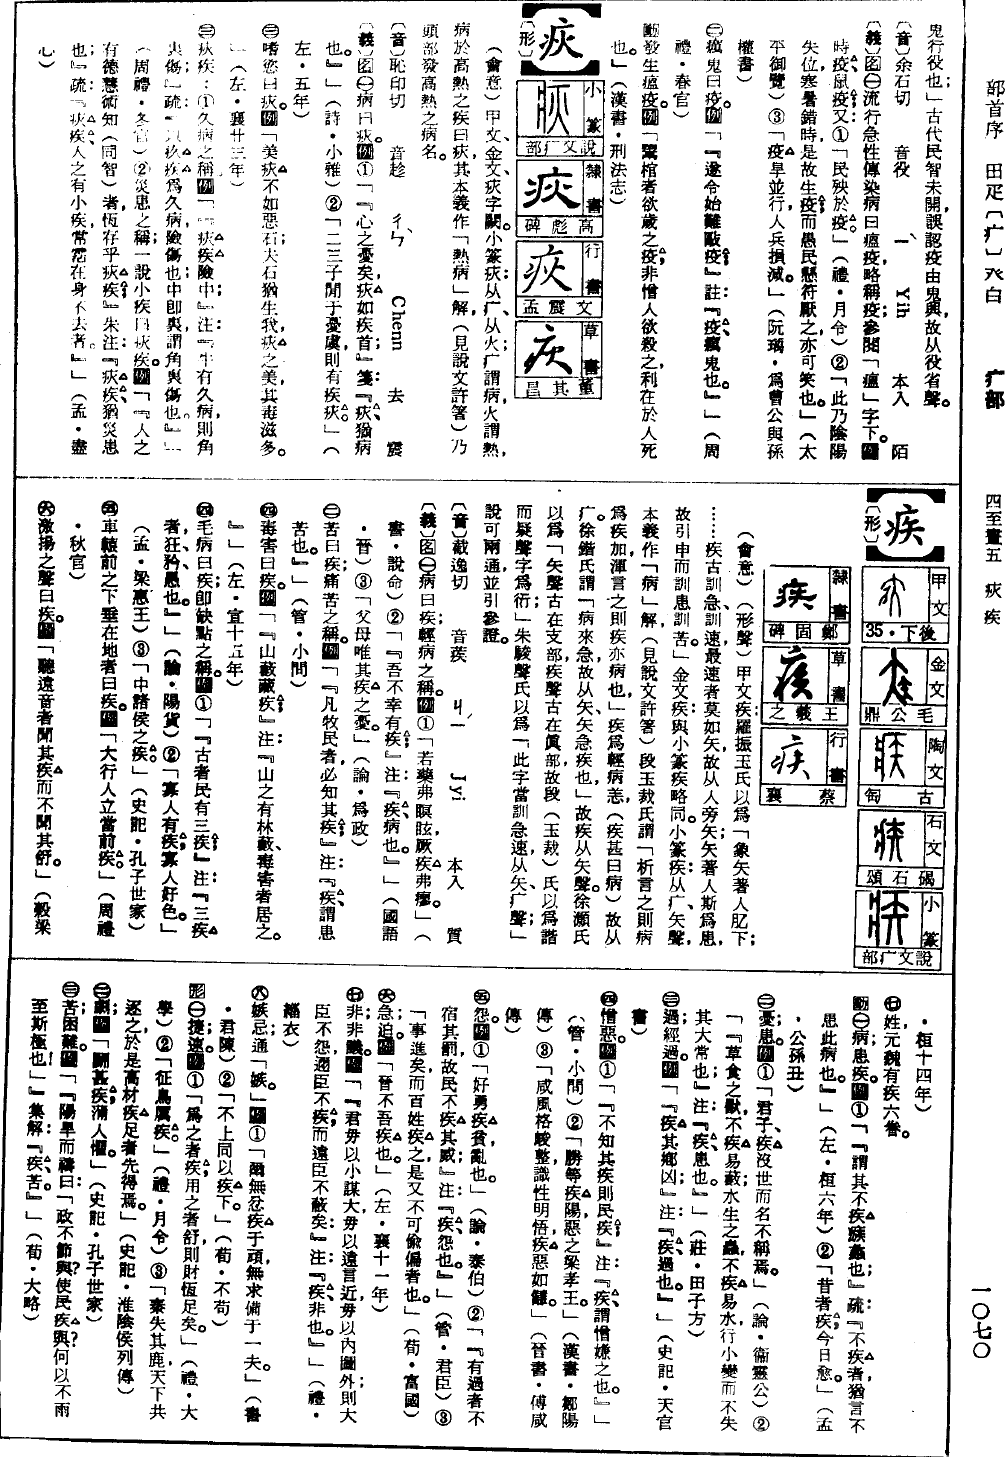 部首序 田疋〔疒〕癶白 疒部 四至畫五 疢疾 一〇七〇
鬼行役也」古代民智未開誤認疫由鬼興故从役省聲。
〔音〕余石切 音役 一ˋ Yih 本入 陌
〔義〕图㊀流行急性傳染病曰瘟疫略稱疫參閱「瘟」字下。例
時疫鼠疫又①「民殃於疫。」(禮・月令)②「此乃陰陽
失位寒暑錯時是故生疫而愚民懸符厭之亦可笑也。」(太
平御覽)③「疫旱並行人兵損減。」(阮瑀・爲曹公與孫
權書)
㊁瘟鬼曰疫。例「『遂令始難敺疫』註:『疫癘鬼也。』」(周
禮・春官)
動發生瘟疫。例「鬻棺者欲歲之疫非憎人欲殺之利在於人死
也。」(漢書・刑法志)
疢
小篆 說文疒部
隸書 高彪碑
行書 文震孟
草書 董其昌
〔形〕
(會意)甲文金文疢字闕。小篆疢从疒从火疒謂病火謂熱,
病於高熱之疾曰疢其本義作「熱病」解(見說文許箸)乃
頭部發高熱之病名。
〔音〕恥印切 音趁 ㄔㄣˋ Chenn 去 震
〔義〕图㊀病曰疢。例①「『心之憂矣疢如疾首』箋:『疢猶病
也。』」(詩・小雅)②「二三子閒于憂虞則有疾疢。」(
左・五年)
㊁嗜慾曰疢。例「美疢不如惡石夫石猶生我疢之美其毒滋多。
」(左・襄廿三年)
㊂疢疾:①久病之稱。例「『疢疾險中』注:『牛有久病則角
裏傷』疏:『以疢疾爲久病險傷也中即與謂角與傷也。』」
(周禮・冬官)②災患之稱一說小疾曰疢疾。例「『人之
有德慧術知(同智)者恆存乎疢疾』朱注:『疢疾猶災患
也』疏:『疢疾人之有小疾常霑在身不去者。』」(孟・盡
心)
疾
甲文 後下・35
金文 毛公鼎
陶文 古匋
石文 碣石頌
小篆 說文疒部
隸書 鄭固碑
草書 王羲之
行書 蔡襄
〔形〕
(會意)(形聲)甲文疾羅振玉氏以爲「象矢著人肊下;
……疾古訓急訓速最速者莫如矢故从人旁矢矢著人斯爲患,
故引申而訓患訓苦。」金文疾與小篆疾略同。小篆疾从疒矢聲,
本義作「病」解(見說文許箸)段玉裁氏謂「析言之則病
爲疾加渾言之則疾亦病也」疾爲輕病恙(疾甚曰病)故从
疒。徐鍇氏謂「病來急故从矢矢急疾也」故疾从矢聲。徐灝氏
以爲「矢聲古在支部疾聲古在眞部故段(玉裁)氏以爲諧
而疑聲字爲衍」朱駿聲氏以爲「此字當訓急速从矢疒聲」
說可兩通並引參證。
〔音〕截逸切 音蒺 ㄐㄧˊ Jyi 本入 質
〔義〕图㊀病曰疾輕病之稱。例①「若藥弗瞑眩厥疾弗瘳。」(
書・說命)②「『吾不幸有疾』注:『疾病也。』」(國語
・晉)③「父母唯其疾之憂。」(論・爲政)
㊁苦曰疾痛苦之稱。例「『凡牧民者必知其疾』注:『疾謂患
苦也。』」(管・小問)
㊂毒害曰疾。例「『山藪藏疾』注:『山之有林藪毒害者居之。
』」(左・宣十五年)
㊃毛病曰疾即缺點之稱。例①「『古者民有三疾』注:『三疾
者,狂矜愚也。』」(論・陽貨)②「寡人有疾寡人好色。」
(孟・梁惠王)③「中諸侯之疾。」(史記・孔子世家)
㊄車轅前之下垂在地者曰疾。例「大行人立當前疾。」(周禮
・秋官)
㊅激揚之聲曰疾。例「聽遠音者聞其疾而不聞其舒。」(穀梁
・桓十四年)
㊆姓元魏有疾六眷。
動㊀病患疾。例①「『謂其不疾瘯蠡也』疏:『不疾者猶言不
患此病也。』」(左・桓六年)②「昔者疾今日愈。」(孟
・公孫丑)
㊁憂患。例①「君子疾沒世而名不稱焉。」(論・衞靈公)②
「『草食之獸不疾易藪水生之蟲不疾易水,行小變而不失
其大常也』注:『疾患也。』」(莊・田子方)
㊂過經過。例「『疾其鄉凶』注:『疾過也。』」(史記・天官
書)
㊃憎惡。例①「『不知其疾則民疾』注:『疾謂憎嫌之也。』」
(管・小問)②「勝等疾陽惡之梁孝王。」(漢書・鄒陽
傳)③「咸風格峻整識性明悟疾惡如讎。」(晉書・傅咸
傳)
㊄怨。例①「好勇疾貧亂也。」(論・泰伯)②「『有過者不
宿其罰故民不疾其威』注:『疾怨也。』」(管・君臣)③
「事進矣而百姓疾之是又不可偷偏者也。」(荀・富國)
㊅急迫。例「晉不吾疾也。」(左・襄十一年)
㊆非非議。例「『君毋以小謀大毋以遠言近毋以內圖外則大
臣不怨邇臣不疾而遠臣不蔽矣』注:『疾非也。』」(禮・
緇衣)
㊇嫉忌;通「嫉。」例①「爾無忿疾于頑無求備于一夫。」(書
・君陳)②「不上同以疾下。」(荀・不苟)
形㊀捷速。例①「爲之者疾用之者舒則財恆足矣。」(禮・大
學)②「征鳥厲疾。」(禮・月令)③「秦失其鹿天下共
逐之於是高材疾足者先得焉。」(史記・淮陰侯列傳)
㊁劇。例「鬭甚疾蒲人懼。」(史記・孔子世家)
㊂苦困難。例「『湯旱而禱曰「政不節與?使民疾與?何以不雨
至斯極也」』集解『疾苦。』」(荀・大略)